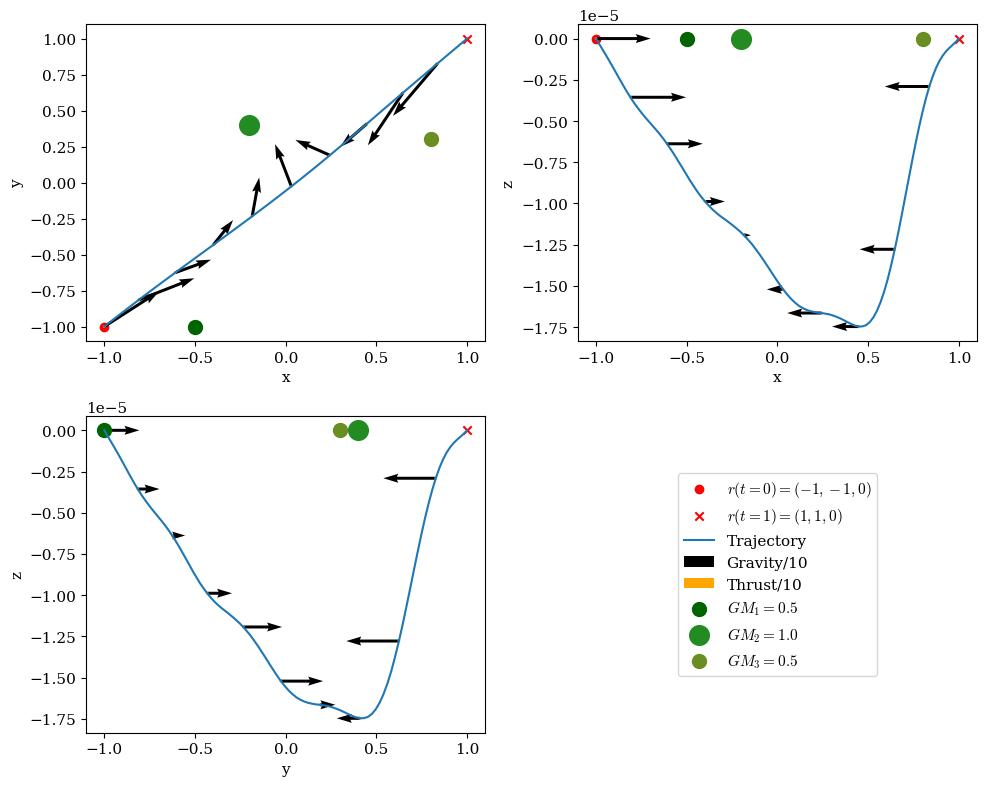 1.00
0.75
0.50
0.25
0.00
−0.25
−0.50
−0.75
−1.00
y
−1.0 −0.5 0.0 0.5 1.0
x
1e−5
0.00
−0.25
−0.50
−0.75
−1.00
−1.25
−1.50
−1.75
z
−1.0 −0.5 0.0 0.5 1.0
x
1e−5
0.00
−0.25
−0.50
−0.75
−1.00
−1.25
−1.50
−1.75
z
−1.0 −0.5 0.0 0.5 1.0
y
r(t = 0) = (−1, −1, 0)
r(t = 1) = (1, 1, 0)
Trajectory
Gravity/10
Thrust/10
GM₁ = 0.5
GM₂ = 1.0
GM₃ = 0.5